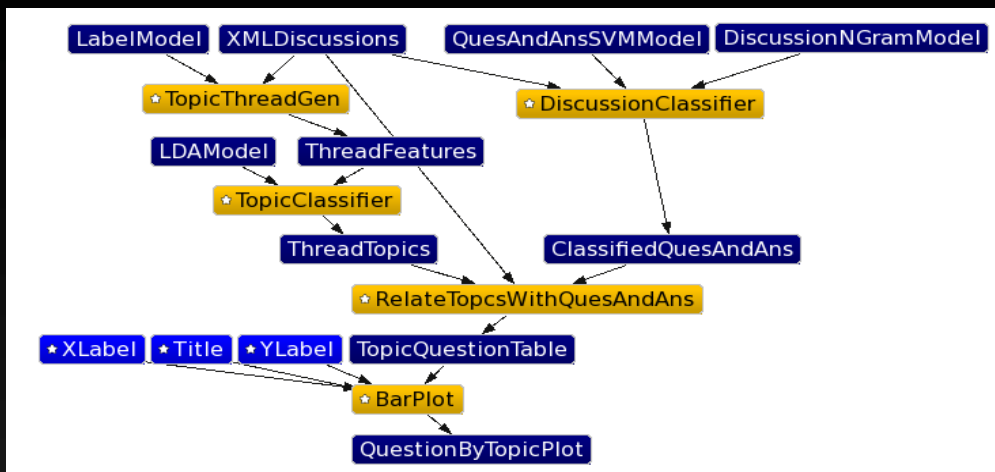 LabelModel
XMLDiscussions
QuesAndAnsSVMModel
DiscussionNGramModel
TopicThreadGen
DiscussionClassifier
LDAModel
ThreadFeatures
TopicClassifier
ThreadTopics
ClassifiedQuesAndAns
RelateTopcsWithQuesAndAns
XLabel
Title
YLabel
TopicQuestionTable
BarPlot
QuestionByTopicPlot